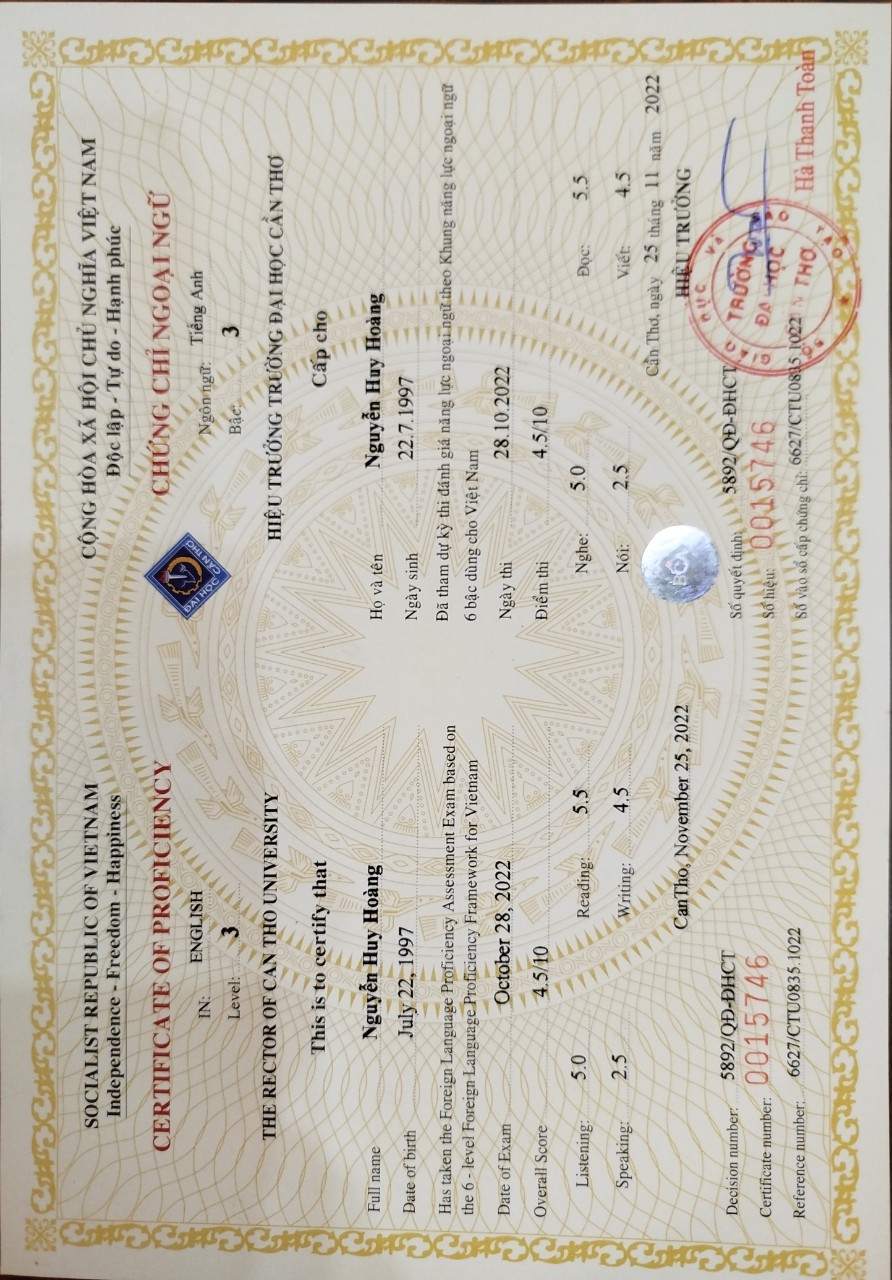 SOCIALIST REPUBLIC OF VIETNAM
Independence - Freedom - Happiness
CERTIFICATE OF PROFICIENCY
IN: ENGLISH
Level: 3
THE RECTOR OF CAN THO UNIVERSITY
This is to certify that
Full name Nguyễn Huy Hoàng
Date of birth July 22, 1997
Has taken the Foreign Language Proficiency Assessment Exam based on
the 6 - level Foreign Language Proficiency Framework for Vietnam
Date of Exam October 28, 2022
Overall Score 4.5/10
Listening: 5.0 Reading: 5.5
Speaking: 2.5 Writing: 4.5
CanTho, November 25, 2022
Decision number: 5892/QĐ-ĐHCT
Certificate number: 0015746
Reference number: 6627/CTU0835.1022
ĐẠI HỌC CẦN THƠ
CỘNG HÒA XÃ HỘI CHỦ NGHĨA VIỆT NAM
Độc lập - Tự do - Hạnh phúc
CHỨNG CHỈ NGOẠI NGỮ
Ngôn ngữ: Tiếng Anh
Bậc: 3
HIỆU TRƯỞNG TRƯỜNG ĐẠI HỌC CẦN THƠ
Cấp cho
Họ và tên Nguyễn Huy Hoàng
Ngày sinh 22.7.1997
Đã tham dự kỳ thi đánh giá năng lực ngoại ngữ theo Khung năng lực ngoại ngữ
6 bậc dùng cho Việt Nam
Ngày thi 28.10.2022
Điểm thi 4.5/10
Nghe: 5.0 Đọc: 5.5
Nói: 2.5 Viết: 4.5
Cần Thơ, ngày 25 tháng 11 năm 2022
HIỆU TRƯỞNG
Số quyết định: 5892/QĐ-ĐHCT
Số hiệu: 0015746
Số vào sổ cấp chứng chỉ: 6627/CTU0835.1022
BỘ GIÁO DỤC VÀ ĐÀO TẠO
TRƯỜNG
ĐẠI HỌC
CẦN THƠ
Hà Thanh Toàn